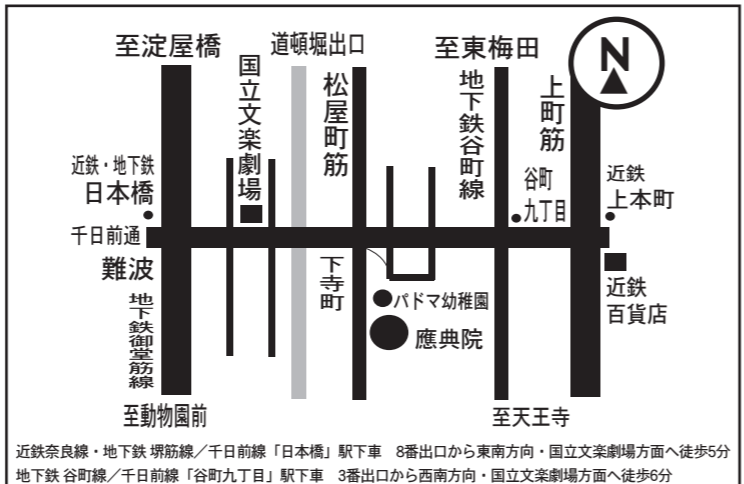 至淀屋橋
道頓堀出口
至東梅田
N
国立文楽劇場
松屋町筋
地下鉄谷町線
上町筋
近鉄・地下鉄
日本橋
谷町
九丁目
近鉄
上本町
千日前通
難波
下寺町
地下鉄御堂筋線
パドマ幼稚園
應典院
近鉄
百貨店
至動物園前
至天王寺
近鉄奈良線・地下鉄 堺筋線／千日前線「日本橋」駅下車　8番出口から東南方向・国立文楽劇場方面へ徒歩5分
地下鉄 谷町線／千日前線「谷町九丁目」駅下車　3番出口から西南方向・国立文楽劇場方面へ徒歩6分